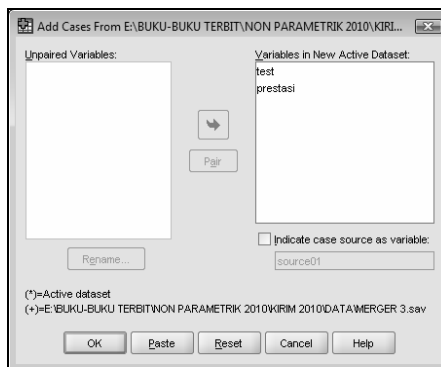 Add Cases From E:\BUKU-BUKU TERBIT\NON PARAMETRIK 2010\KIRI...
Unpaired Variables:
Variables in New Active Dataset:
test
prestasi
Pair
Rename...
Indicate case source as variable:
source01
(*)=Active dataset
(+)=E:\BUKU-BUKU TERBIT\NON PARAMETRIK 2010\KIRIM 2010\DATA\MERGER 3.sav
OK Paste Reset Cancel Help